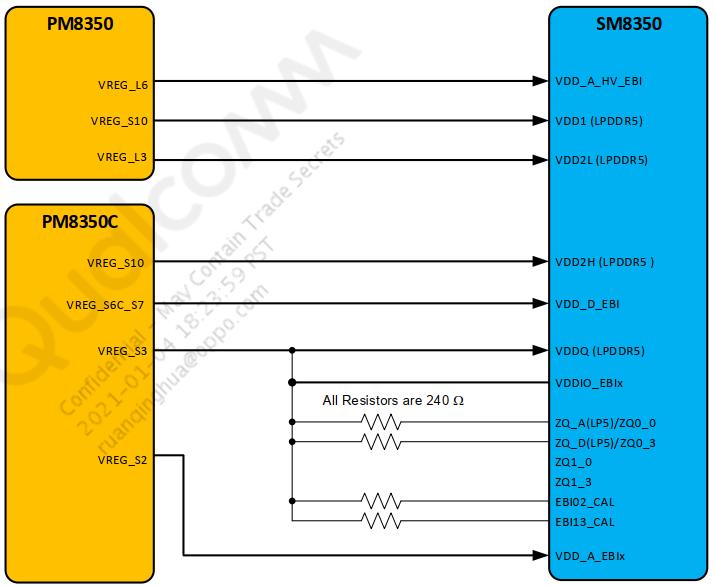 PM8350
SM8350
VREG_L6
VDD_A_HV_EBI
VREG_S10
VDD1 (LPDDR5)
VREG_L3
VDD2L (LPDDR5)
PM8350C
VREG_S10
VDD2H (LPDDR5 )
VREG_S6C_S7
VDD_D_EBI
VREG_S3
VDDQ (LPDDR5)
VDDIO_EBIx
All Resistors are 240 Ω
ZQ_A(LP5)/ZQ0_0
ZQ_D(LP5)/ZQ0_3
VREG_S2
ZQ1_0
ZQ1_3
EBI02_CAL
EBI13_CAL
VDD_A_EBIx
Qualcomm
Confidential - May Contain Trade Secrets
2021-01-04 18:23:59 PST
ruanqinghua@oppo.com